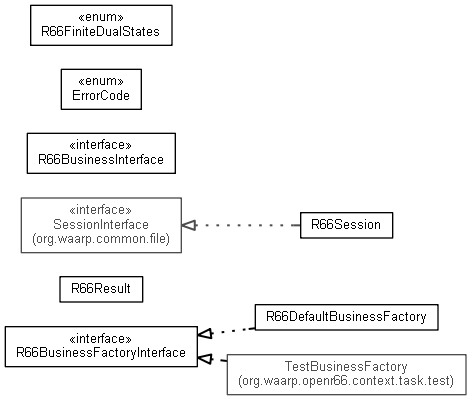 «enum»
R66FiniteDualStates
«enum»
ErrorCode
«interface»
R66BusinessInterface
«interface»
SessionInterface
(org.waarp.common.file)
R66Session
R66Result
R66DefaultBusinessFactory
«interface»
R66BusinessFactoryInterface
TestBusinessFactory
(org.waarp.openr66.context.task.test)